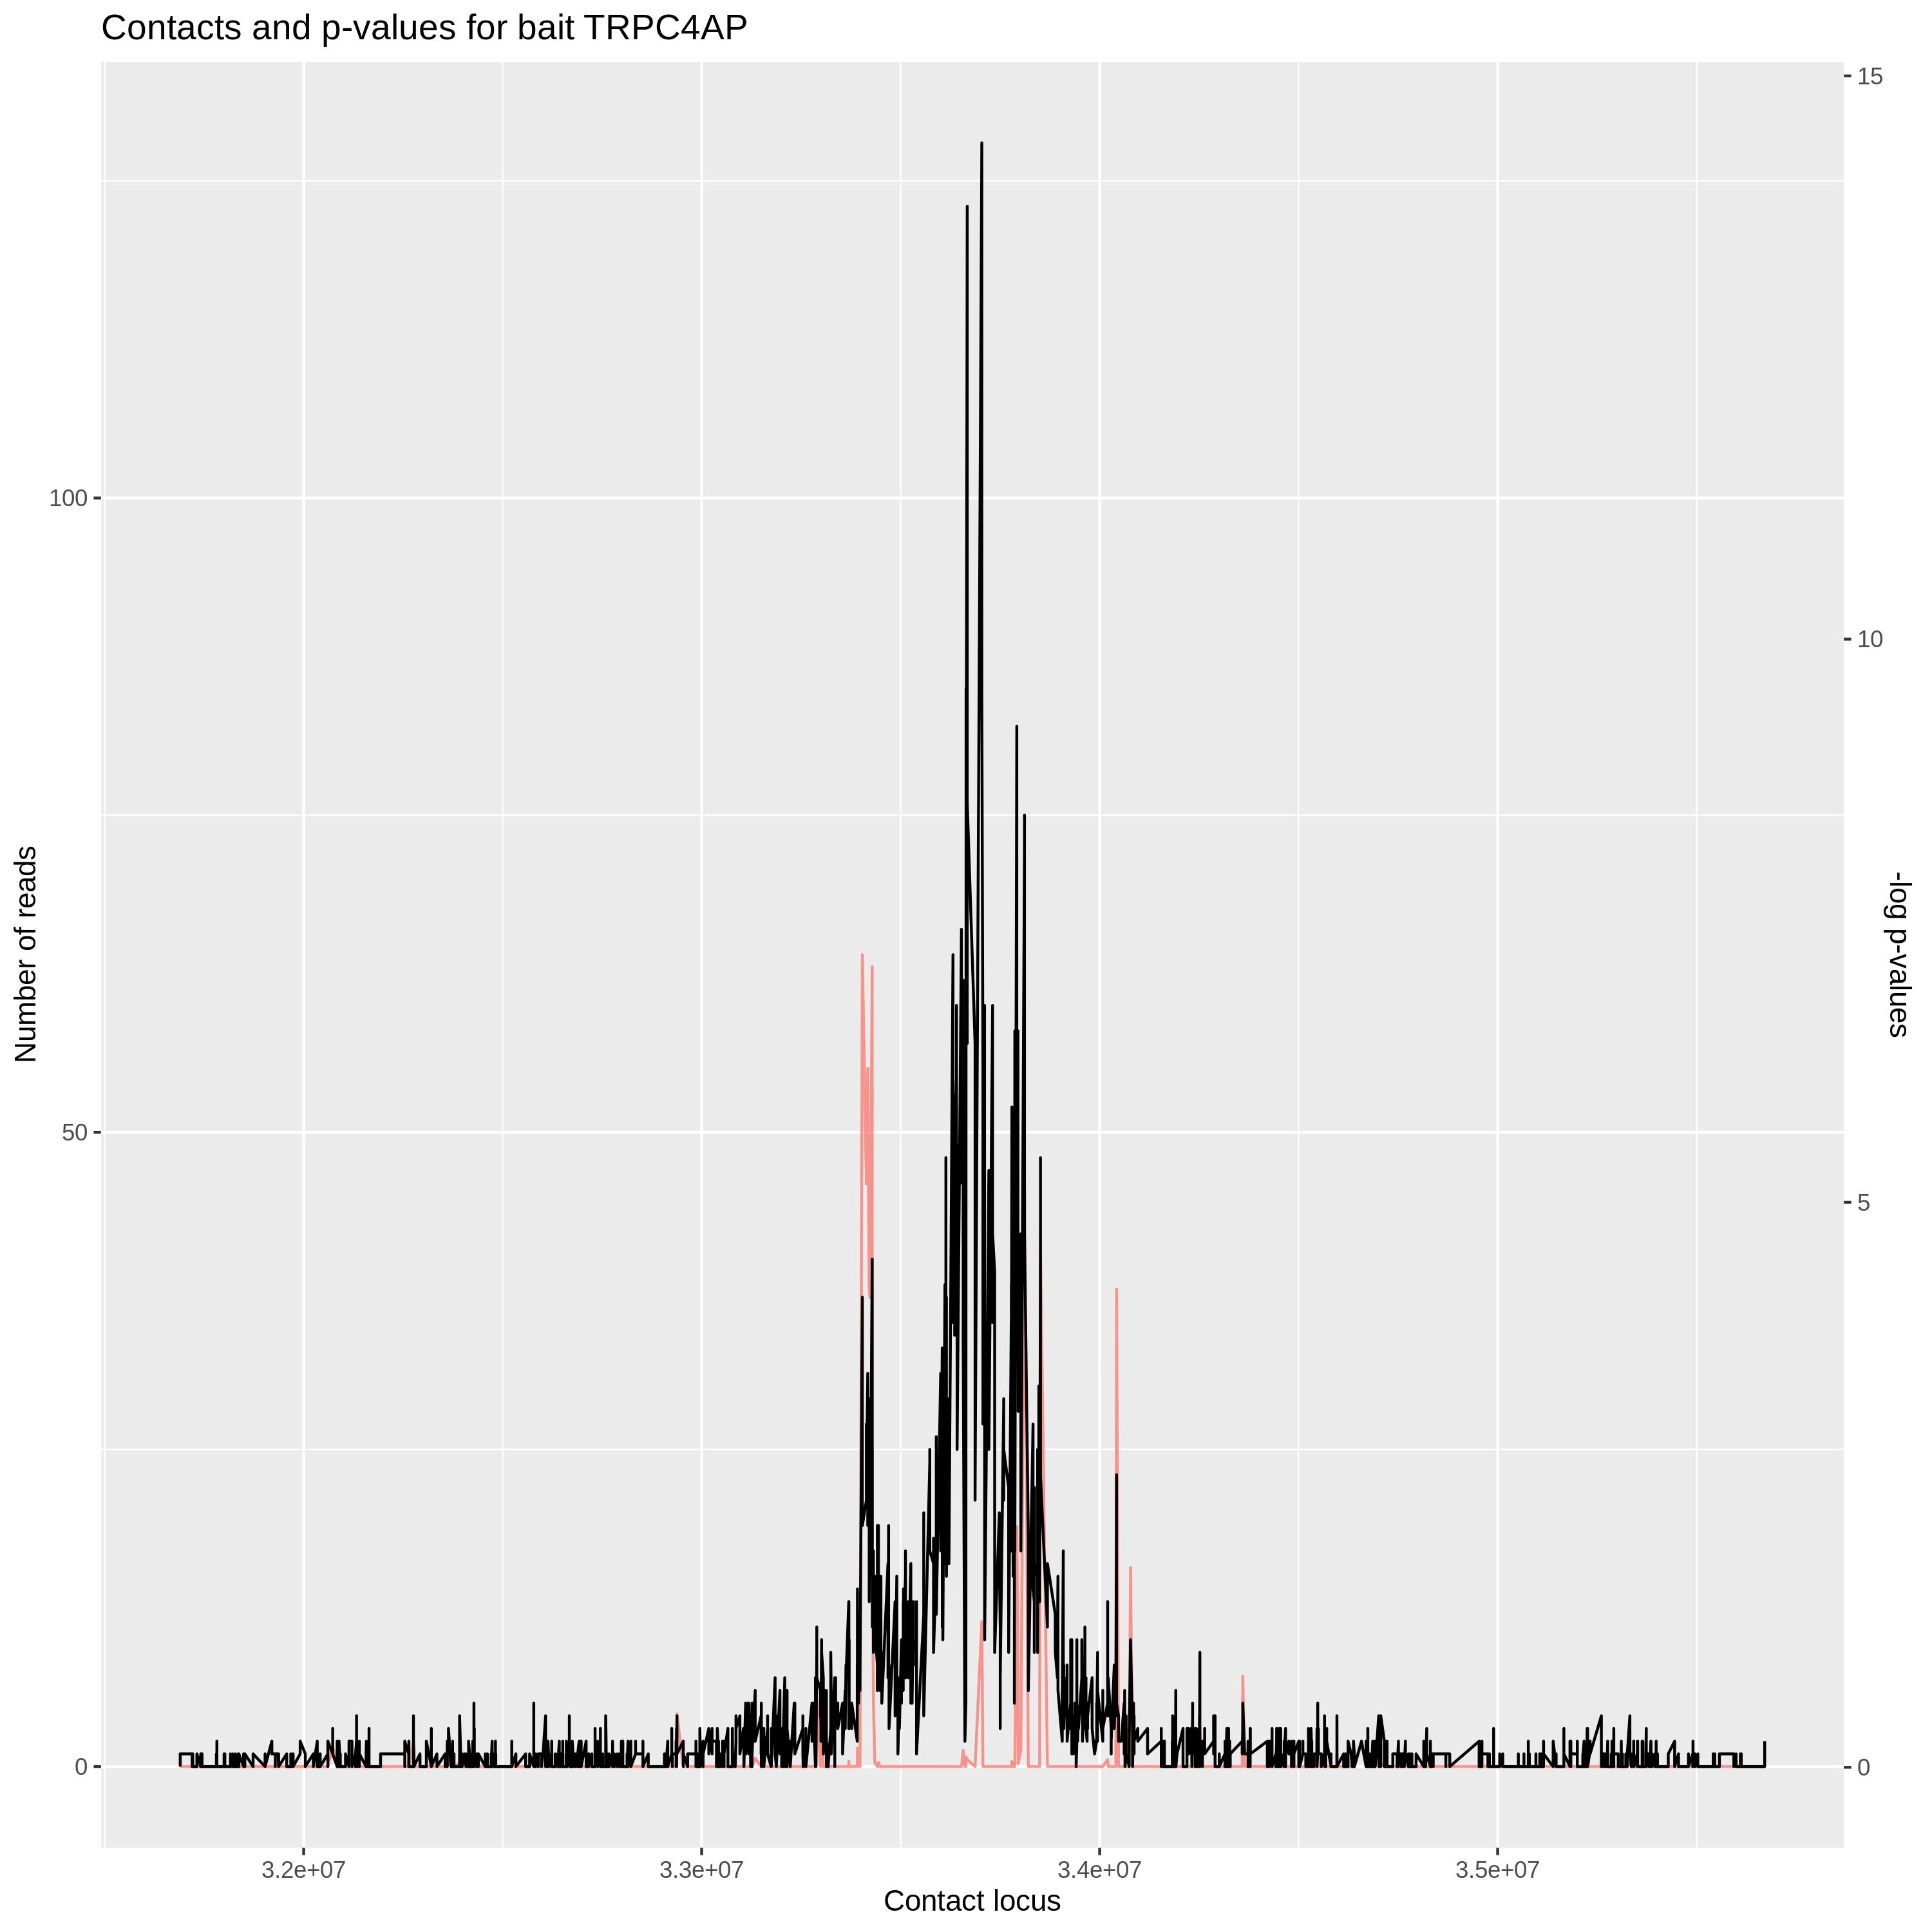 Contacts and p-values for bait TRPC4AP
15
100
10
Number of reads
-log p-values
50
5
0
0
3.2e+07
3.3e+07
3.4e+07
3.5e+07
Contact locus